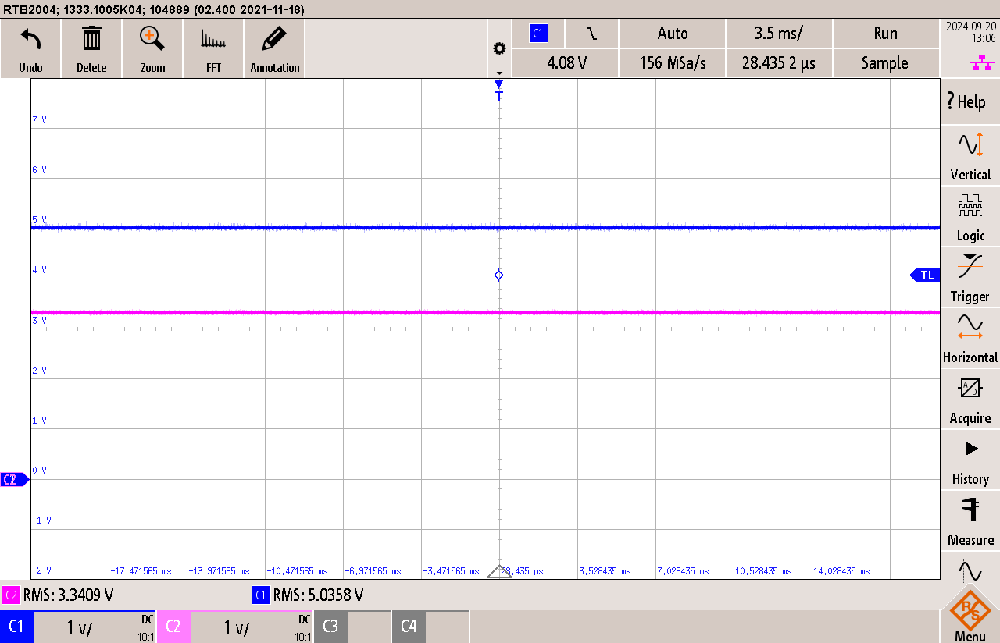 RTB2004; 1333.1005K04; 104889 (02.400 2021-11-18)
Undo
Delete
Zoom
FFT
Annotation
C1
Auto
3.5 ms/
Run
4.08 V
156 MSa/s
28.435 2 µs
Sample
2024-09-20
13:06
T
7 V
6 V
5 V
4 V
TL
3 V
2 V
1 V
0 V
-1 V
-2 V
-17.471565 ms
-13.971565 ms
-10.471565 ms
-6.971565 ms
-3.471565 ms
28.435 µs
3.528435 ms
7.028435 ms
10.528435 ms
14.028435 ms
? Help
Vertical
Logic
Trigger
Horizontal
A/D
Acquire
History
Measure
R&S
Menu
C2 RMS: 3.3409 V
C1 RMS: 5.0358 V
C1
1 V/
DC
10:1
C2
1 V/
DC
10:1
C3
C4